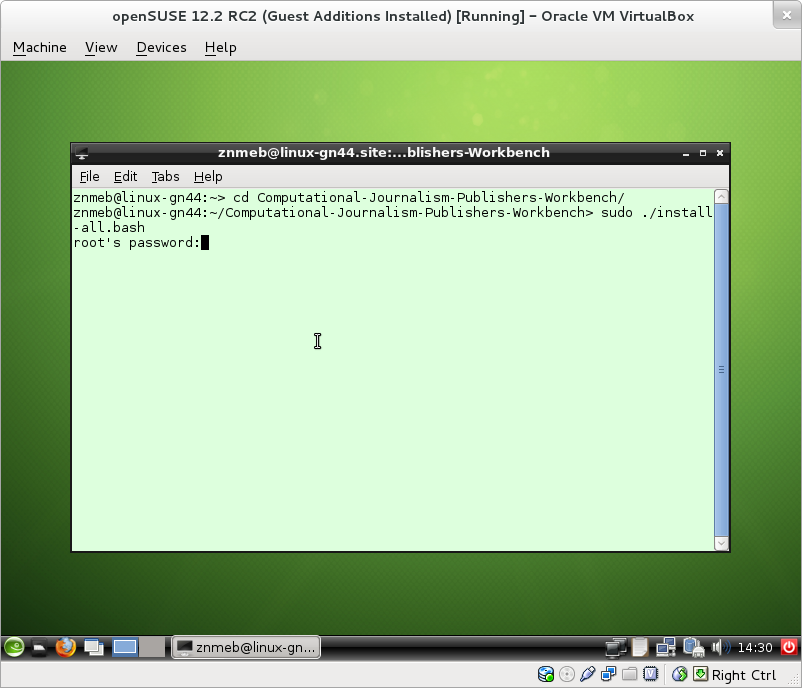 openSUSE 12.2 RC2 (Guest Additions Installed) [Running] – Oracle VM VirtualBox
Machine View Devices Help
znmeb@linux-gn44.site:...blishers-Workbench
File Edit Tabs Help
znmeb@linux-gn44:~> cd Computational-Journalism-Publishers-Workbench/
znmeb@linux-gn44:~/Computational-Journalism-Publishers-Workbench> sudo ./install
-all.bash
root's password:
znmeb@linux-gn... 14:30
Right Ctrl